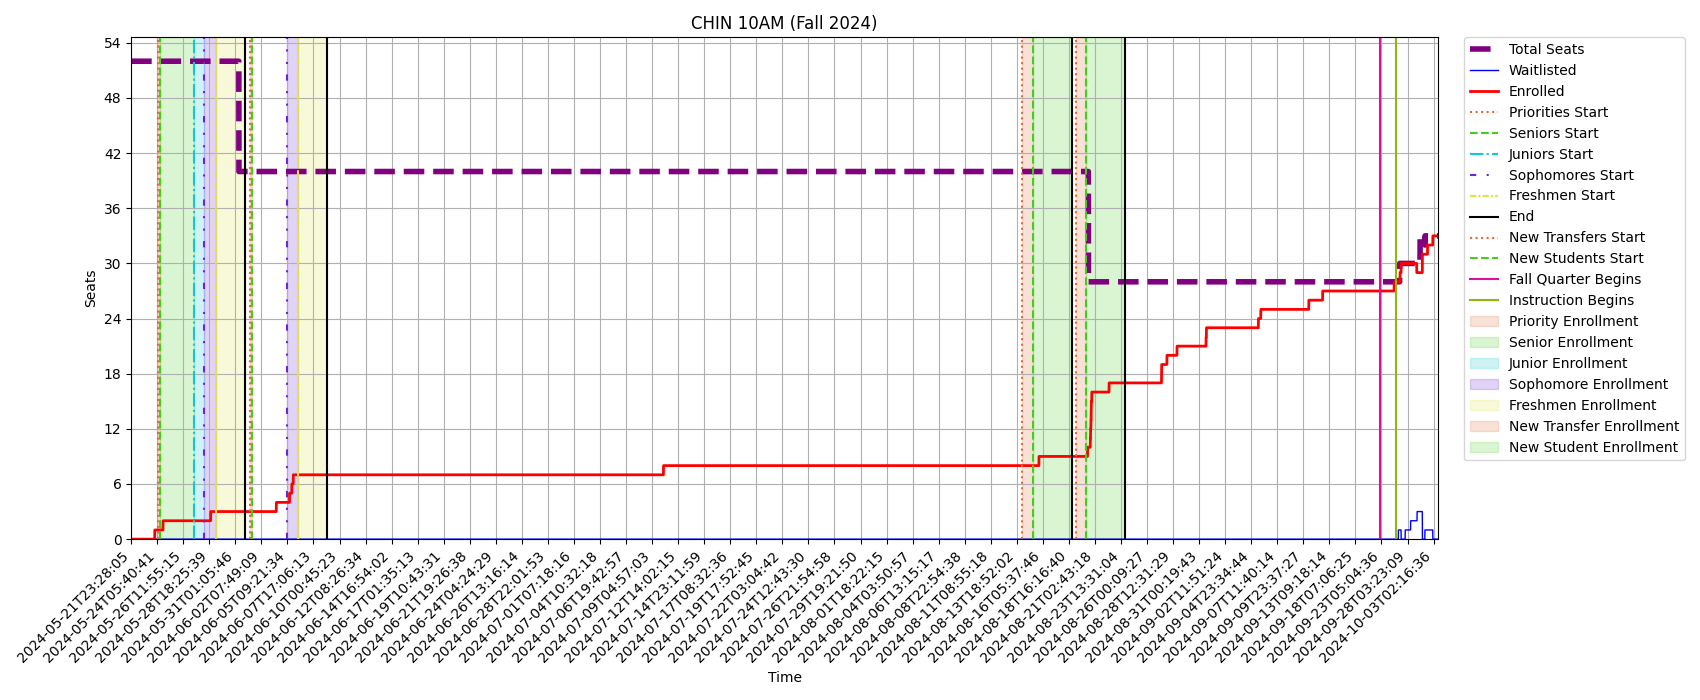 CHIN 10AM (Fall 2024)
Seats
54
48
42
36
30
24
18
12
6
0
2024-05-21T23:28:05
2024-05-24T05:40:41
2024-05-26T11:55:15
2024-05-28T18:25:39
2024-05-31T01:05:46
2024-06-02T07:49:09
2024-06-05T09:21:34
2024-06-07T17:06:13
2024-06-10T00:45:23
2024-06-12T08:26:34
2024-06-14T16:54:02
2024-06-17T01:35:13
2024-06-19T10:43:31
2024-06-21T19:26:38
2024-06-24T04:24:29
2024-06-26T13:16:14
2024-06-28T22:01:53
2024-07-01T07:18:16
2024-07-04T10:32:18
2024-07-06T19:42:57
2024-07-09T04:57:03
2024-07-12T14:02:15
2024-07-14T23:11:59
2024-07-17T08:32:36
2024-07-19T17:52:45
2024-07-22T03:04:42
2024-07-24T12:43:30
2024-07-26T21:54:58
2024-07-29T19:21:50
2024-08-01T18:22:15
2024-08-04T03:50:57
2024-08-06T13:15:17
2024-08-08T22:54:38
2024-08-11T08:55:18
2024-08-13T18:52:02
2024-08-16T05:37:46
2024-08-18T16:16:40
2024-08-21T02:43:18
2024-08-23T13:31:04
2024-08-26T00:09:27
2024-08-28T12:31:29
2024-08-31T00:19:43
2024-09-02T11:51:24
2024-09-04T23:34:44
2024-09-07T11:40:14
2024-09-09T23:37:27
2024-09-13T09:18:14
2024-09-18T07:06:25
2024-09-23T05:04:36
2024-09-28T03:23:09
2024-10-03T02:16:36
Time
Total Seats
Waitlisted
Enrolled
Priorities Start
Seniors Start
Juniors Start
Sophomores Start
Freshmen Start
End
New Transfers Start
New Students Start
Fall Quarter Begins
Instruction Begins
Priority Enrollment
Senior Enrollment
Junior Enrollment
Sophomore Enrollment
Freshmen Enrollment
New Transfer Enrollment
New Student Enrollment